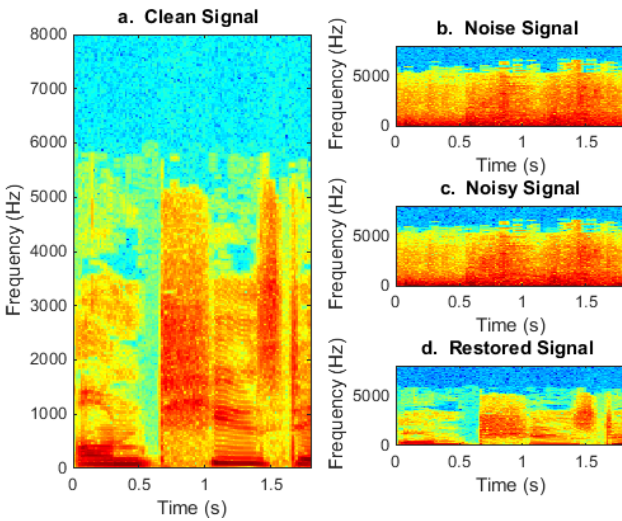 a. Clean Signal
8000
7000
6000
5000
4000
3000
2000
1000
0
Frequency (Hz)
0
0.5
1
1.5
Time (s)
b. Noise Signal
5000
0
Frequency (Hz)
0
0.5
1
1.5
Time (s)
c. Noisy Signal
5000
0
Frequency (Hz)
0
0.5
1
1.5
Time (s)
d. Restored Signal
5000
0
Frequency (Hz)
0
0.5
1
1.5
Time (s)